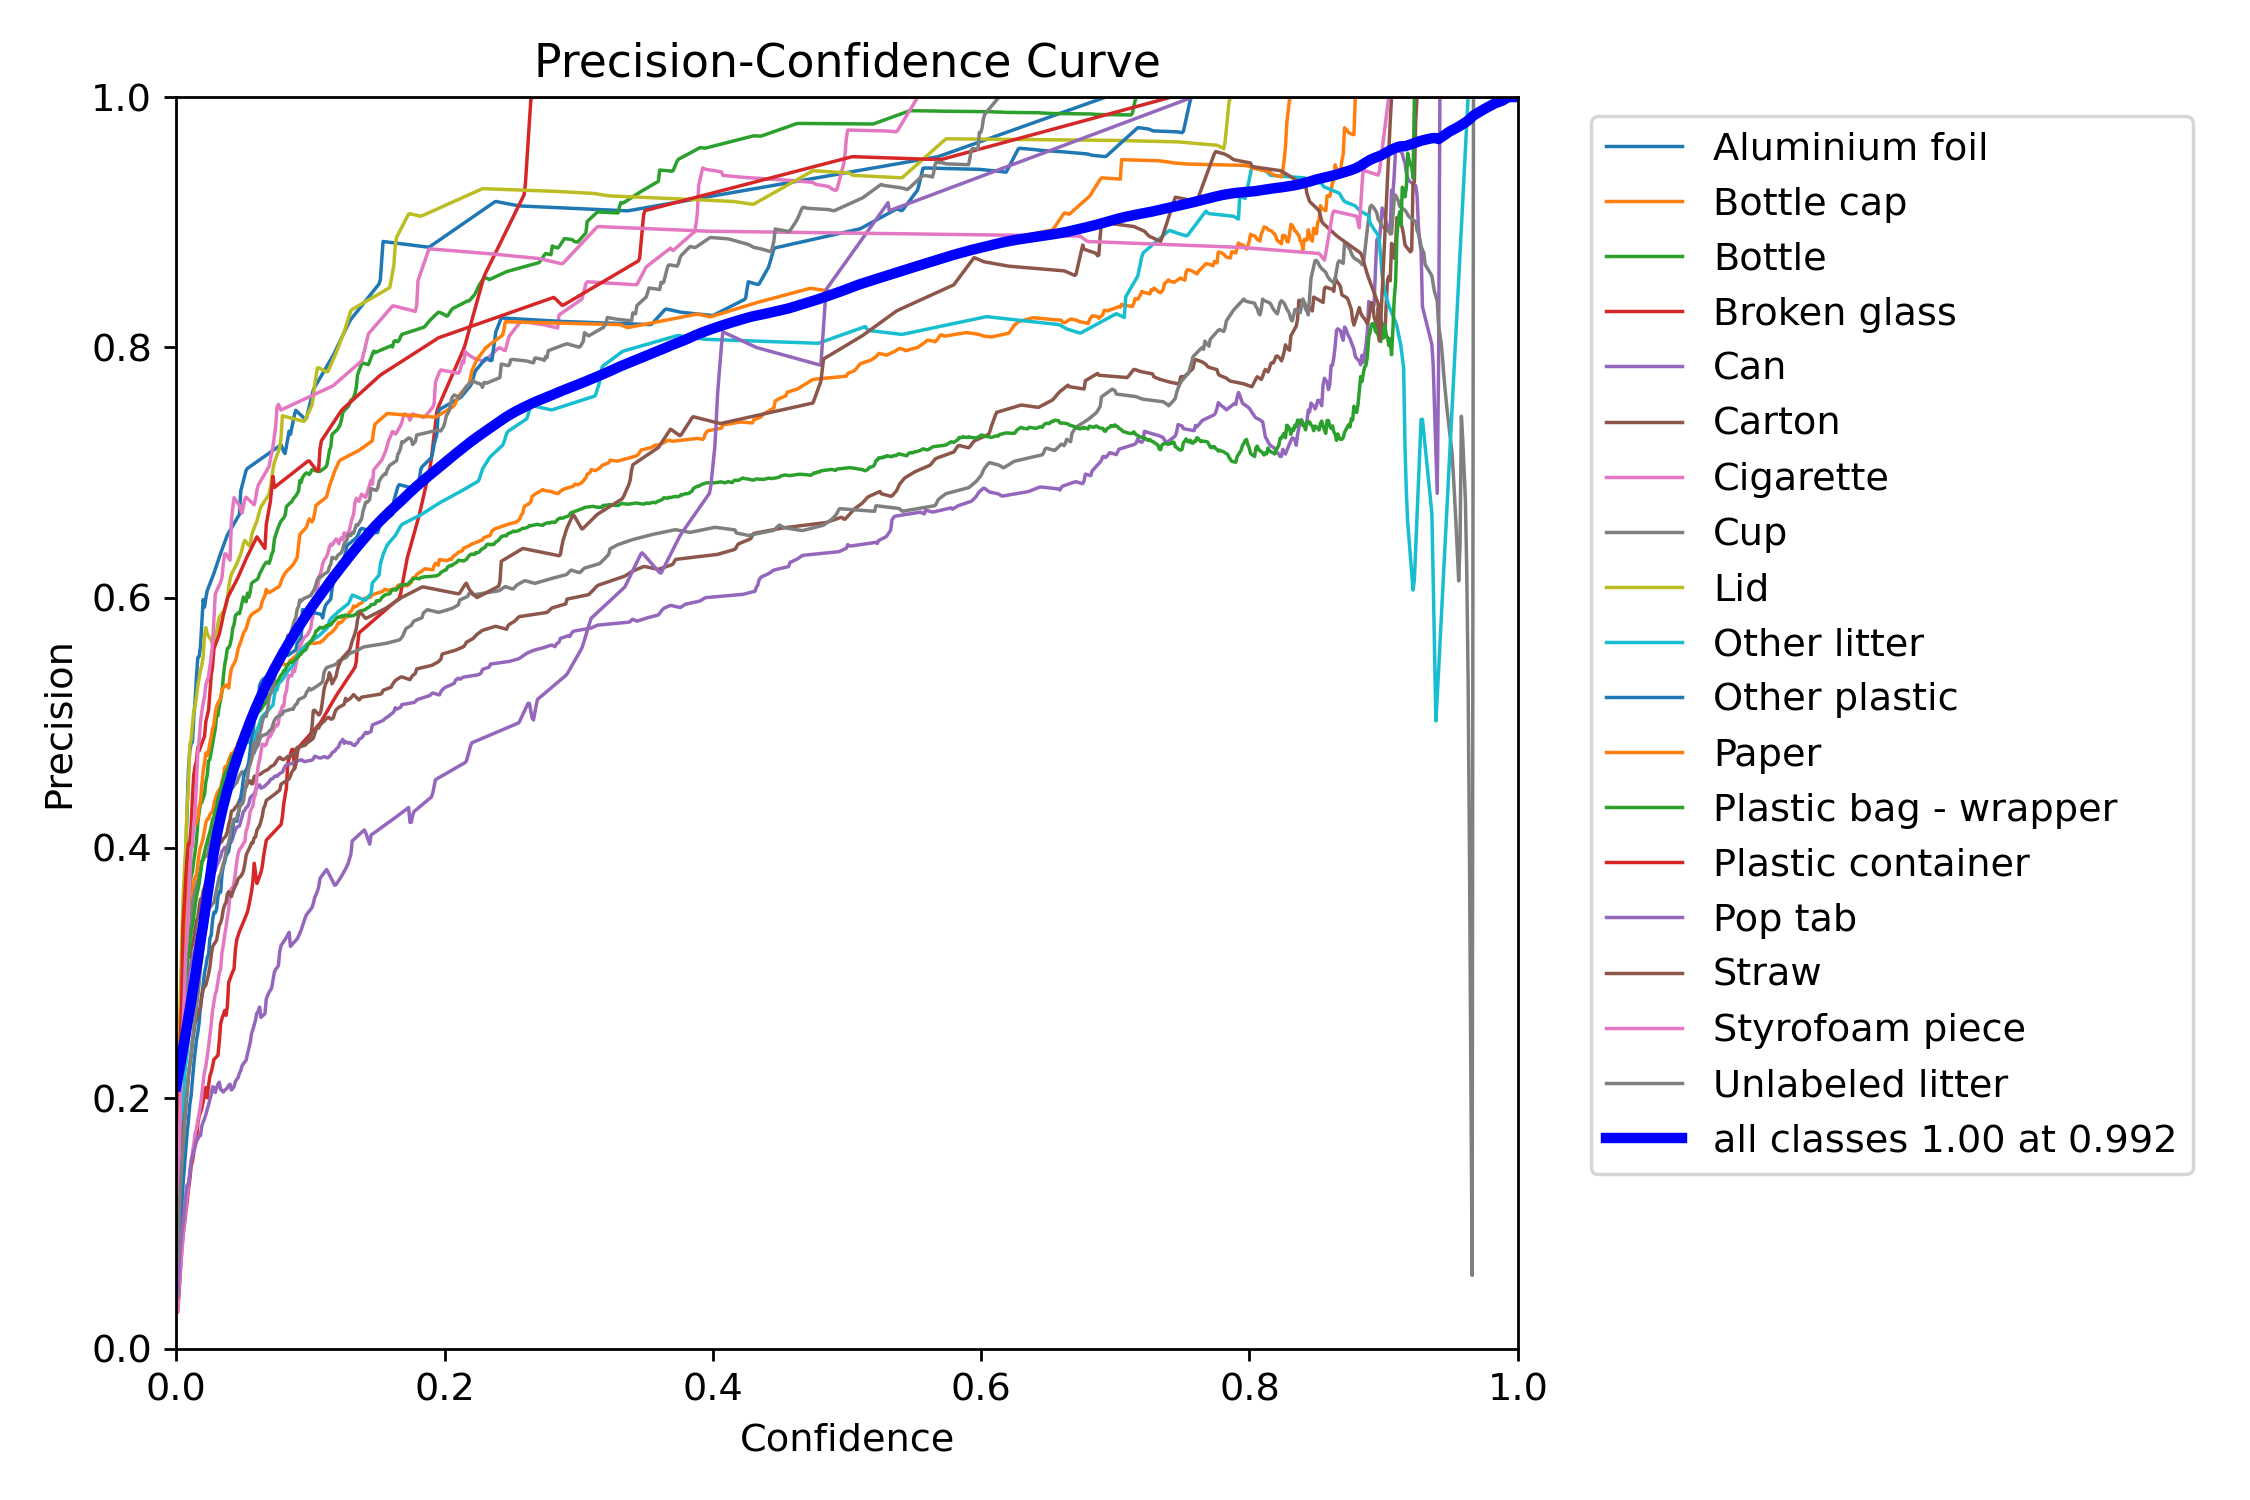 Precision-Confidence Curve
1.0
0.8
0.6
0.4
0.2
0.0
Precision
0.0 0.2 0.4 0.6 0.8 1.0
Confidence
Aluminium foil
Bottle cap
Bottle
Broken glass
Can
Carton
Cigarette
Cup
Lid
Other litter
Other plastic
Paper
Plastic bag - wrapper
Plastic container
Pop tab
Straw
Styrofoam piece
Unlabeled litter
all classes 1.00 at 0.992